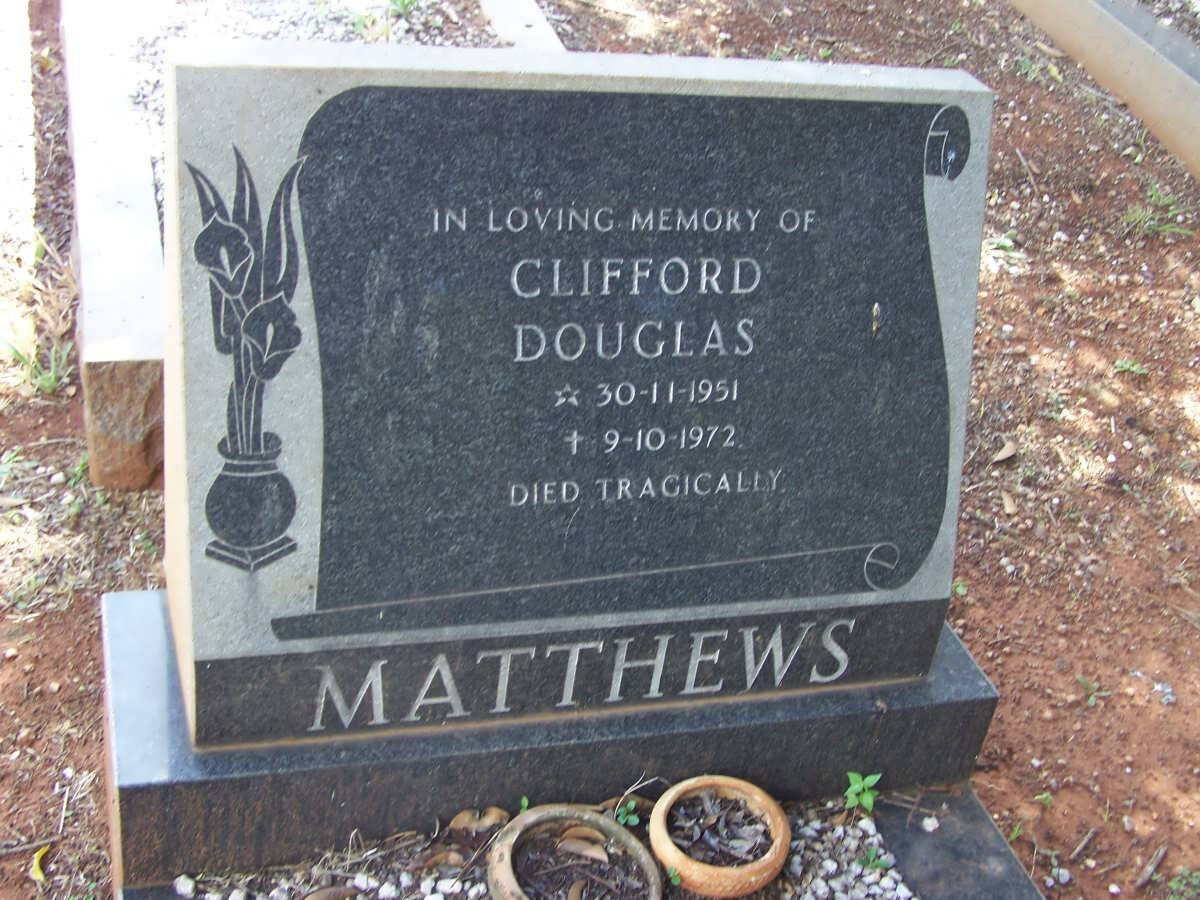 IN LOVING MEMORY OF
CLIFFORD
DOUGLAS
☆ 30-11-1951
† 9-10-1972
DIED TRAGICALLY
MATTHEWS